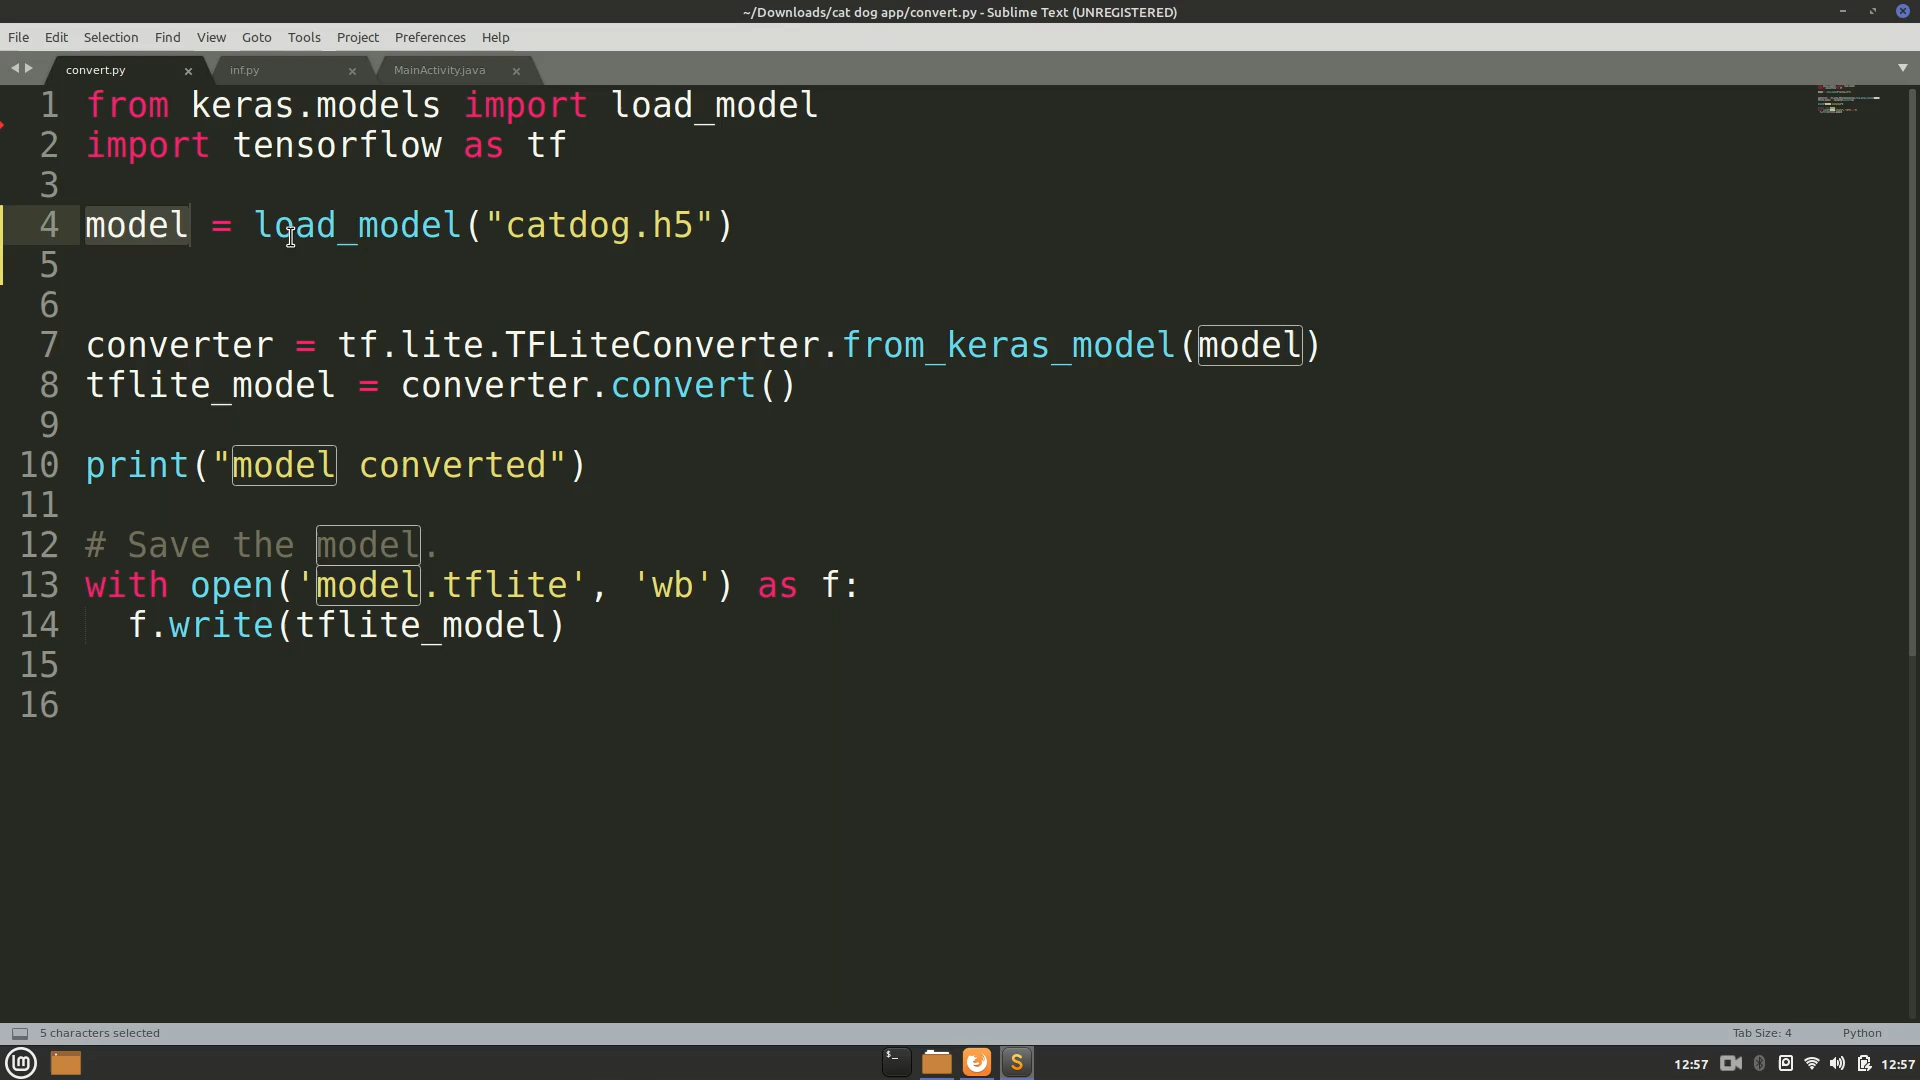 ~/Downloads/cat dog app/convert.py - Sublime Text (UNREGISTERED)
File Edit Selection Find View Goto Tools Project Preferences Help
convert.py inf.py MainActivity.java
1 from keras.models import load_model
2 import tensorflow as tf
3
4 model = load_model("catdog.h5")
5
6
7 converter = tf.lite.TFLiteConverter.from_keras_model(model)
8 tflite_model = converter.convert()
9
10 print("model converted")
11
12 # Save the model.
13 with open('model.tflite', 'wb') as f:
14 f.write(tflite_model)
15
16
5 characters selected Tab Size: 4 Python
12:57 12:57